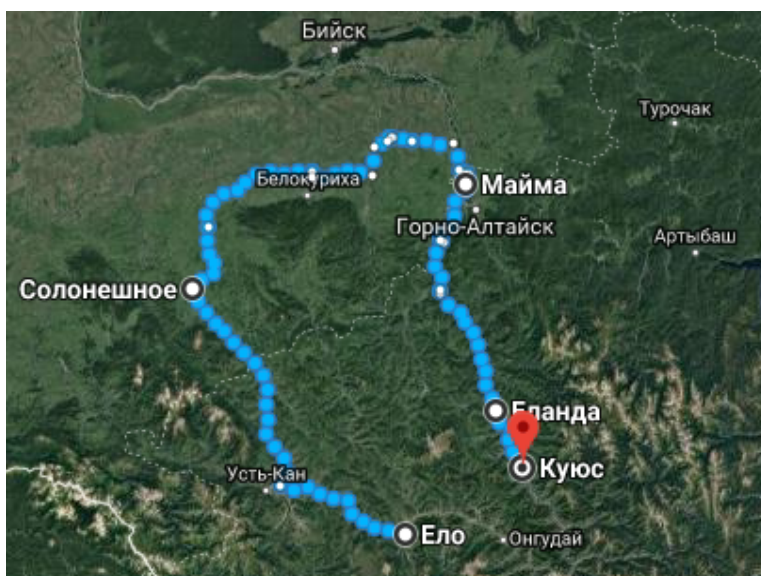 Бийск
Турочак
Белокуриха
Майма
Горно-Алтайск
Артыбаш
Солонешное
Еланда
Куюс
Усть-Кан
Ело
Онгудай